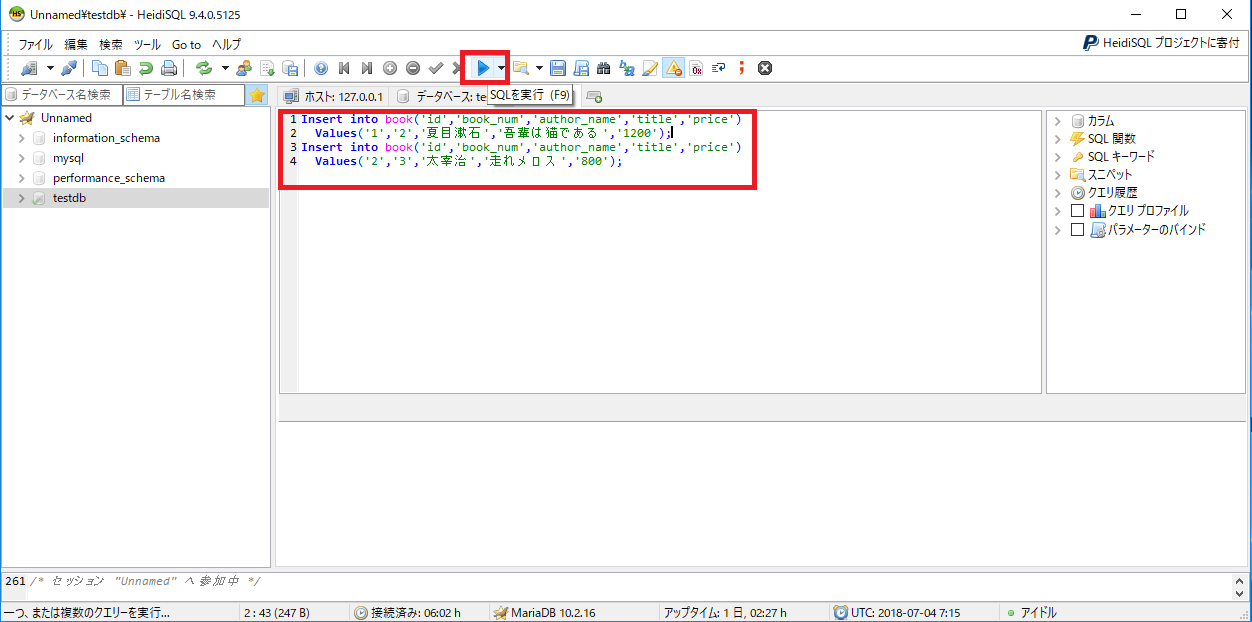 Unnamed¥testdb¥ - HeidiSQL 9.4.0.5125
ファイル 編集 検索 ツール Go to ヘルプ
HeidiSQL プロジェクトに寄付
データベース名検索 テーブル名検索
ホスト: 127.0.0.1 データベース: te
SQLを実行 (F9)
Unnamed
information_schema
mysql
performance_schema
testdb
1 Insert into book('id','book_num','author_name','title','price')
2 Values('1','2','夏目漱石','吾輩は猫である','1200');
3 Insert into book('id','book_num','author_name','title','price')
4 Values('2','3','太宰治','走れメロス','800');
カラム
SQL 関数
SQL キーワード
スニペット
クエリ履歴
クエリ プロファイル
パラメーターのバインド
261 /* セッション "Unnamed" へ参加中 */
一つ、または複数のクエリーを実行... 2 : 43 (247 B) 接続済み: 06:02 h MariaDB 10.2.16 アップタイム: 1 日, 02:27 h UTC: 2018-07-04 7:15 アイドル